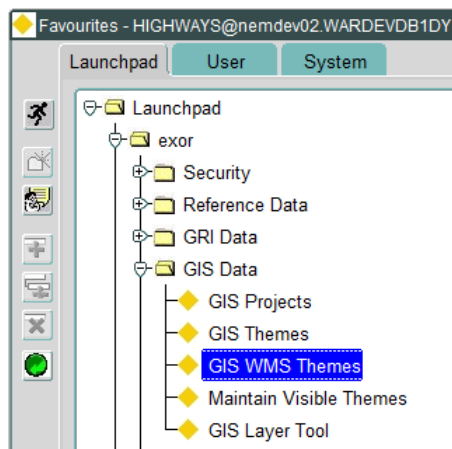 Favourites - HIGHWAYS@nemdev02.WARDEVDB1DY
Launchpad User System
Launchpad
exor
Security
Reference Data
GRI Data
GIS Data
GIS Projects
GIS Themes
GIS WMS Themes
Maintain Visible Themes
GIS Layer Tool